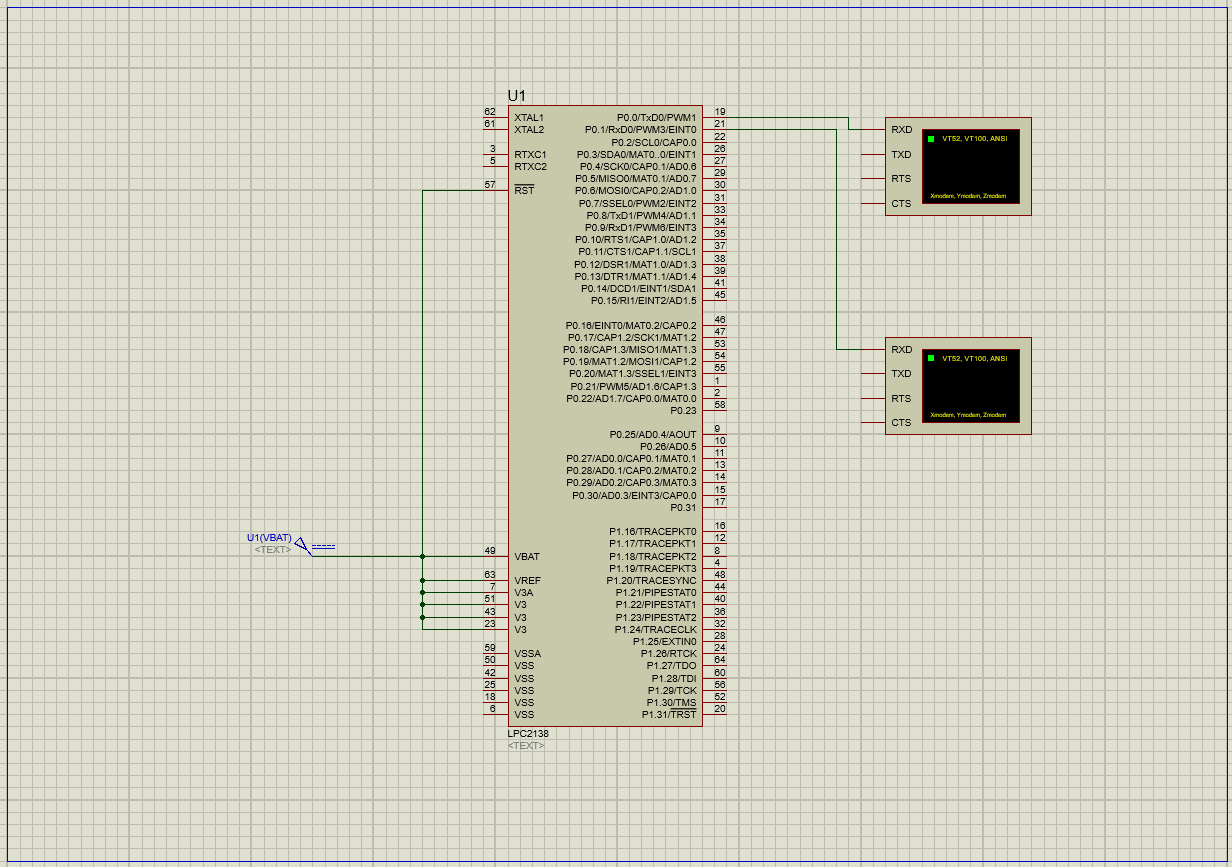 U1
62
XTAL1
61
XTAL2
3
RTXC1
5
RTXC2
57
RST
49
VBAT
63
VREF
7
V3A
51
V3
43
V3
23
V3
59
VSSA
50
VSS
42
VSS
25
VSS
18
VSS
6
VSS
P0.0/TxD0/PWM1 19
P0.1/RxD0/PWM3/EINT0 21
P0.2/SCL0/CAP0.0 22
P0.3/SDA0/MAT0..0/EINT1 26
P0.4/SCK0/CAP0.1/AD0.6 27
P0.5/MISO0/MAT0.1/AD0.7 29
P0.6/MOSI0/CAP0.2/AD1.0 30
P0.7/SSEL0/PWM2/EINT2 31
P0.8/TxD1/PWM4/AD1.1 33
P0.9/RxD1/PWM6/EINT3 34
P0.10/RTS1/CAP1.0/AD1.2 35
P0.11/CTS1/CAP1.1/SCL1 37
P0.12/DSR1/MAT1.0/AD1.3 38
P0.13/DTR1/MAT1.1/AD1.4 39
P0.14/DCD1/EINT1/SDA1 41
P0.15/RI1/EINT2/AD1.5 45
P0.16/EINT0/MAT0.2/CAP0.2 46
P0.17/CAP1.2/SCK1/MAT1.2 47
P0.18/CAP1.3/MISO1/MAT1.3 53
P0.19/MAT1.2/MOSI1/CAP1.2 54
P0.20/MAT1.3/SSEL1/EINT3 55
P0.21/PWM5/AD1.6/CAP1.3 1
P0.22/AD1.7/CAP0.0/MAT0.0 2
P0.23 58
P0.25/AD0.4/AOUT 9
P0.26/AD0.5 10
P0.27/AD0.0/CAP0.1/MAT0.1 11
P0.28/AD0.1/CAP0.2/MAT0.2 13
P0.29/AD0.2/CAP0.3/MAT0.3 14
P0.30/AD0.3/EINT3/CAP0.0 15
P0.31 17
P1.16/TRACEPKT0 16
P1.17/TRACEPKT1 12
P1.18/TRACEPKT2 8
P1.19/TRACEPKT3 4
P1.20/TRACESYNC 48
P1.21/PIPESTAT0 44
P1.22/PIPESTAT1 40
P1.23/PIPESTAT2 36
P1.24/TRACECLK 32
P1.25/EXTIN0 28
P1.26/RTCK 24
P1.27/TDO 64
P1.28/TDI 60
P1.29/TCK 56
P1.30/TMS 52
P1.31/TRST 20
LPC2138
<TEXT>
U1(VBAT)
<TEXT>
RXD
TXD
RTS
CTS
VT52, VT100, ANSI
Xmodem, Ymodem, Zmodem
RXD
TXD
RTS
CTS
VT52, VT100, ANSI
Xmodem, Ymodem, Zmodem